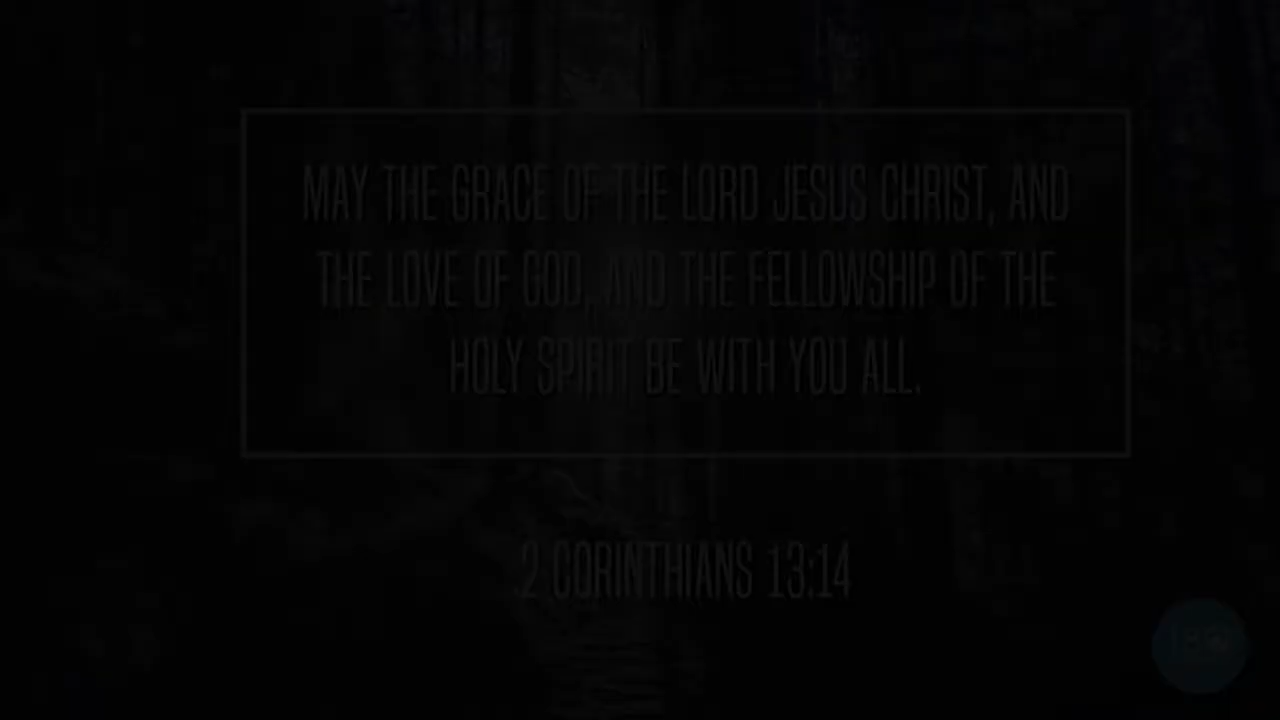 MAY THE GRACE OF THE LORD JESUS CHRIST, AND
THE LOVE OF GOD, AND THE FELLOWSHIP OF THE
HOLY SPIRIT BE WITH YOU ALL.
2 CORINTHIANS 13:14